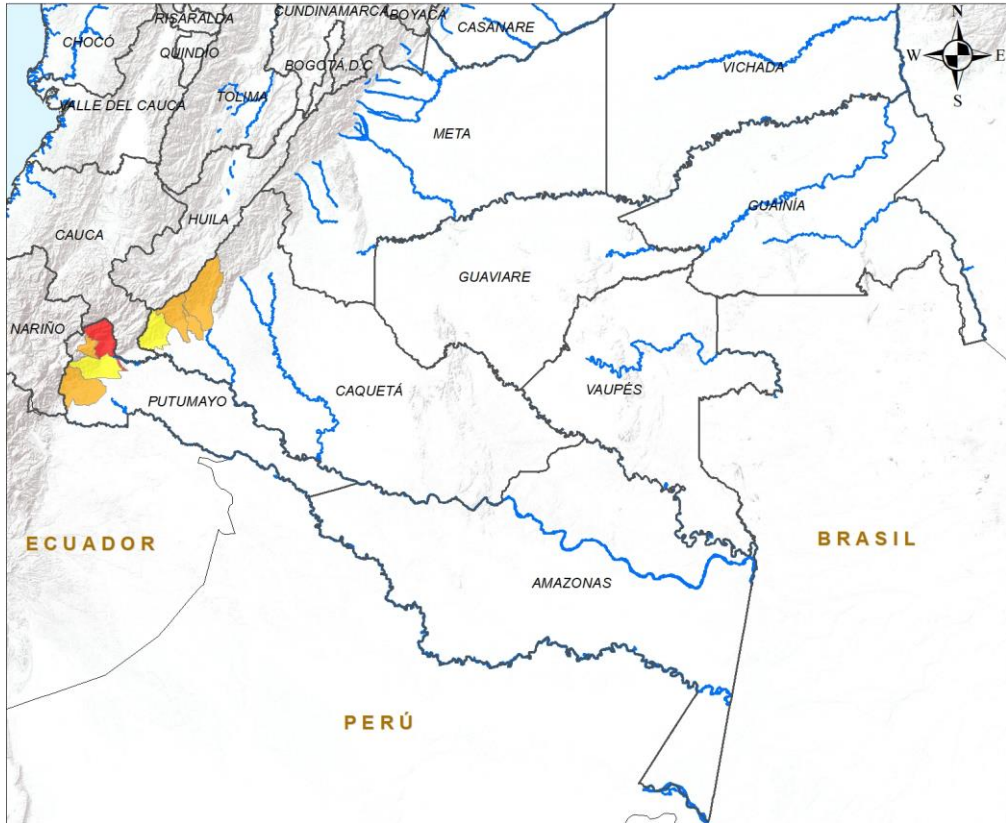 CUNDINAMARCA
BOYACÁ
RISARALDA
CASANARE
N
CHOCÓ
QUINDÍO
BOGOTÁ D.C
W
E
VICHADA
VALLE DEL CAUCA
TOLIMA
S
META
HUILA
GUAINÍA
CAUCA
GUAVIARE
NARIÑO
CAQUETÁ
VAUPÉS
PUTUMAYO
ECUADOR
BRASIL
AMAZONAS
PERÚ